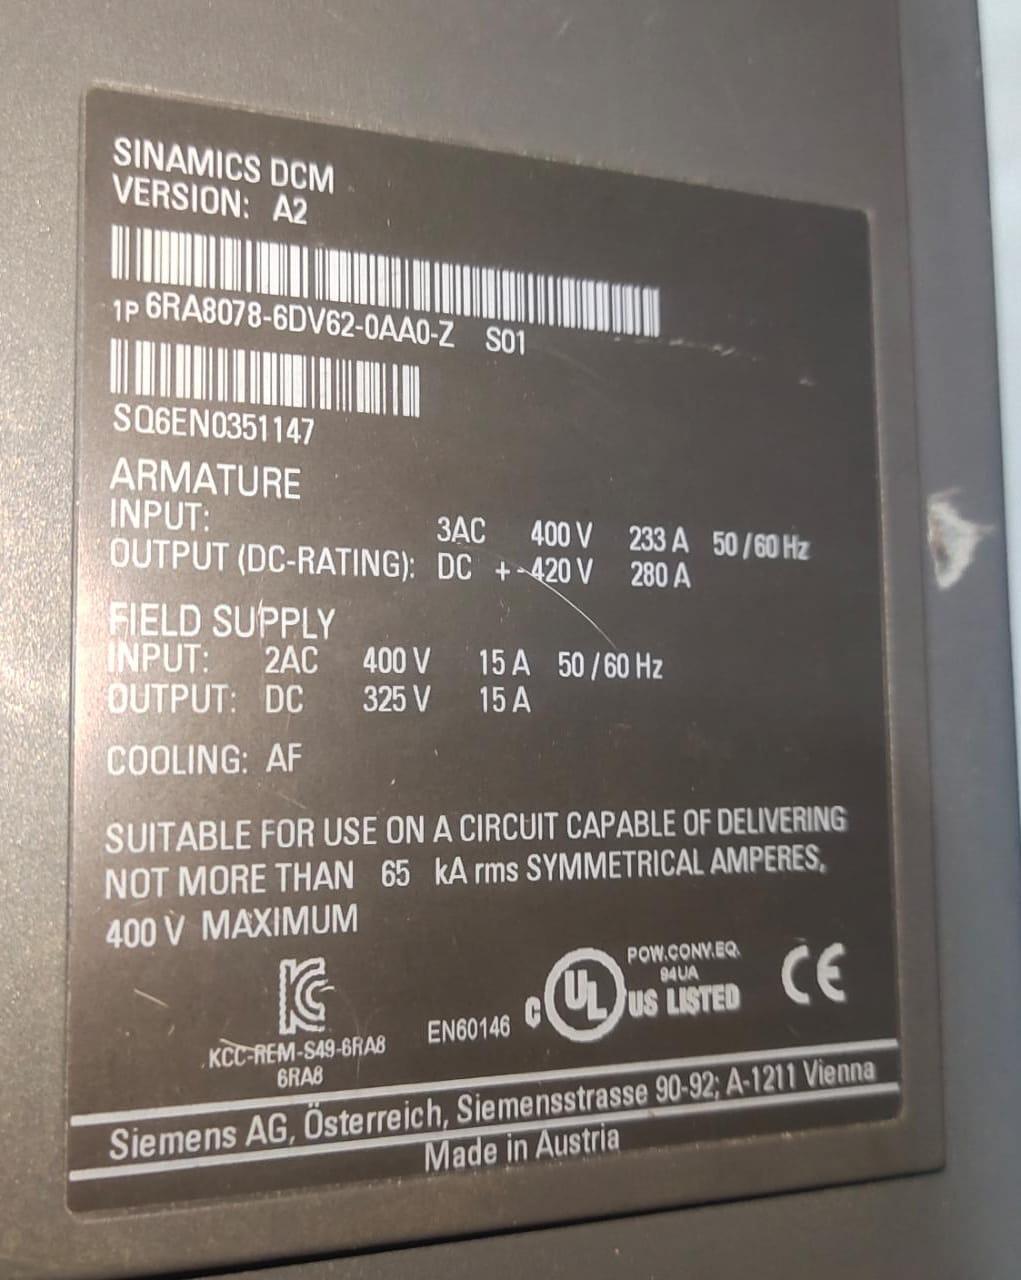 SINAMICS DCM
VERSION: A2
1P 6RA8078-6DV62-0AA0-Z S01
SQ6EN0351147
ARMATURE
INPUT: 3AC 400 V 233 A 50/60 Hz
OUTPUT (DC-RATING): DC +-420 V 280 A
FIELD SUPPLY
INPUT: 2AC 400 V 15 A 50/60 Hz
OUTPUT: DC 325 V 15 A
COOLING: AF
SUITABLE FOR USE ON A CIRCUIT CAPABLE OF DELIVERING
NOT MORE THAN 65 kA rms SYMMETRICAL AMPERES,
400 V MAXIMUM
KCC-REM-S49-6RA8
6RA8
EN60146
C UL US LISTED
POW.CONV.EQ.
94UA
CE
Siemens AG, Österreich, Siemensstrasse 90-92; A-1211 Vienna
Made in Austria